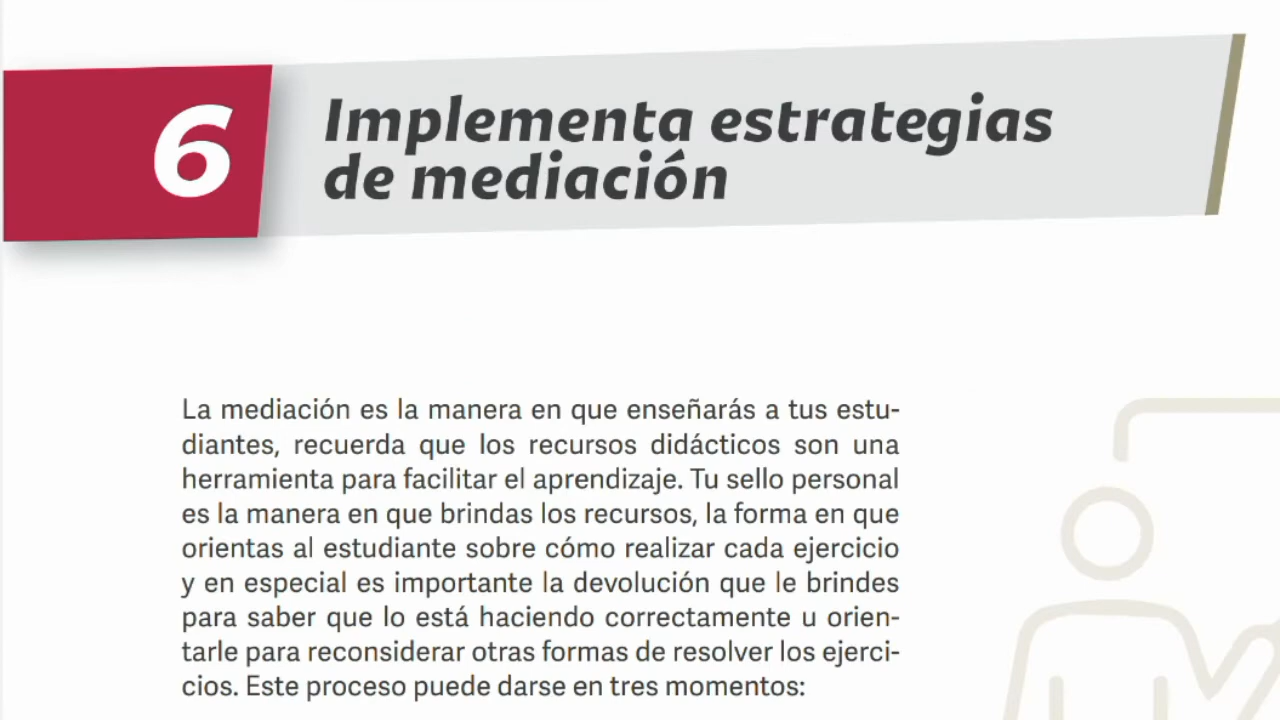 6
Implementa estrategias
de mediación
La mediación es la manera en que enseñarás a tus estu-
diantes, recuerda que los recursos didácticos son una
herramienta para facilitar el aprendizaje. Tu sello personal
es la manera en que brindas los recursos, la forma en que
orientas al estudiante sobre cómo realizar cada ejercicio
y en especial es importante la devolución que le brindes
para saber que lo está haciendo correctamente u orien-
tarle para reconsiderar otras formas de resolver los ejerci-
cios. Este proceso puede darse en tres momentos: